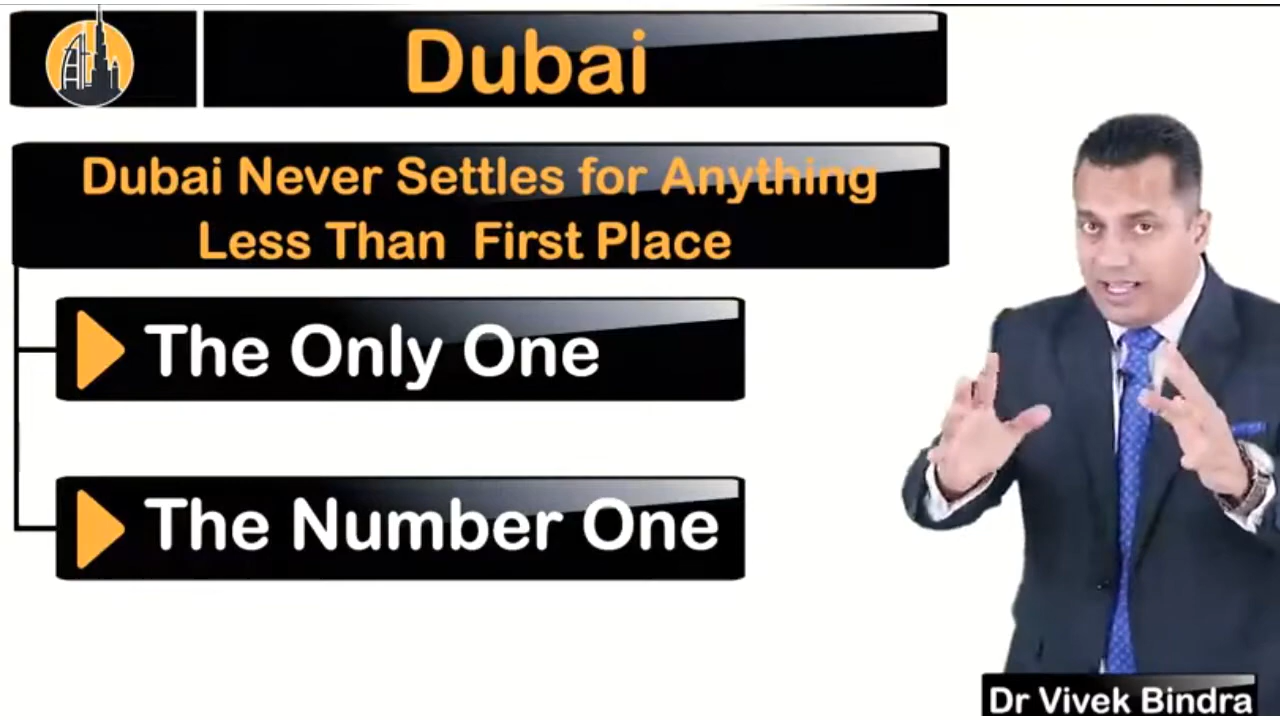 Dubai
Dubai Never Settles for Anything
Less Than First Place
The Only One
The Number One
Dr Vivek Bindra